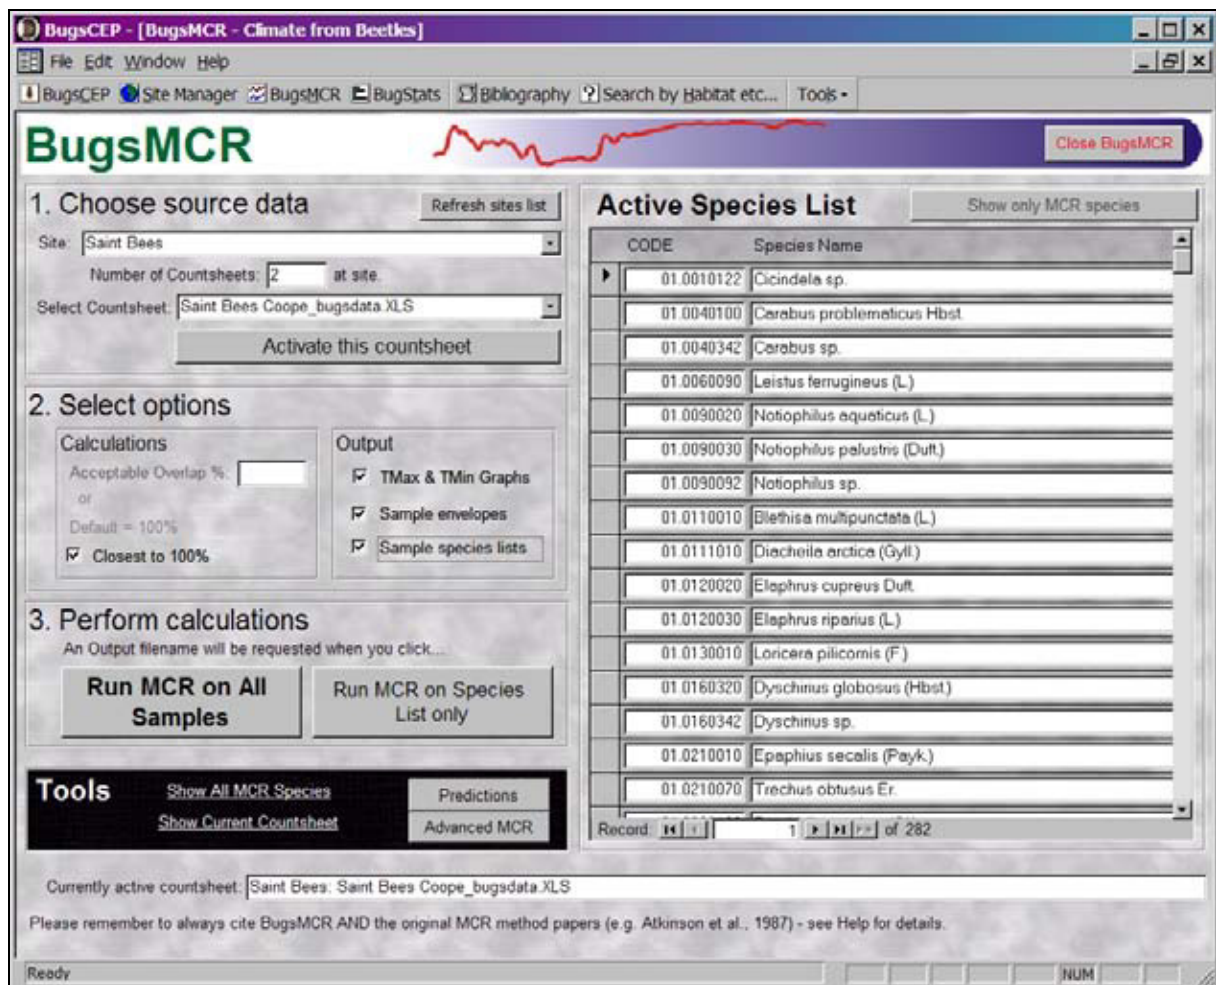 BugsCEP - [BugsMCR - Climate from Beetles]
File Edit Window Help
BugsCEP Site Manager BugsMCR BugStats Bibliography Search by Habitat etc... Tools
BugsMCR
Close BugsMCR
1. Choose source data
Refresh sites list
Site: Saint Bees
Number of Countsheets: 2 at site.
Select Countsheet: Saint Bees Coope_bugsdata.XLS
Activate this countsheet
2. Select options
Calculations
Acceptable Overlap %:
or
Default = 100%
Closest to 100%
Output
TMax & TMin Graphs
Sample envelopes
Sample species lists
3. Perform calculations
An Output filename will be requested when you click...
Run MCR on All Samples
Run MCR on Species List only
Tools
Show All MCR Species
Show Current Countsheet
Predictions
Advanced MCR
Active Species List
Show only MCR species
CODE Species Name
01.0010122 Cicindela sp.
01.0040100 Carabus problematicus Hbst.
01.0040342 Carabus sp.
01.0060090 Leistus ferrugineus (L.)
01.0090020 Notiophilus aquaticus (L.)
01.0090030 Notiophilus palustris (Duft.)
01.0090092 Notiophilus sp.
01.0110010 Blethisa multipunctata (L.)
01.0111010 Diacheila arctica (Gyll.)
01.0120020 Elaphrus cupreus Duft.
01.0120030 Elaphrus riparius (L.)
01.0130010 Loricera pilicornis (F.)
01.0160320 Dyschirius globosus (Hbst.)
01.0160342 Dyschirius sp.
01.0210010 Epaphius secalis (Payk.)
01.0210070 Trechus obtusus Er.
Record: 1 of 282
Currently active countsheet: Saint Bees: Saint Bees Coope_bugsdata.XLS
Please remember to always cite BugsMCR AND the original MCR method papers (e.g. Atkinson et al., 1987) - see Help for details.
Ready
NUM